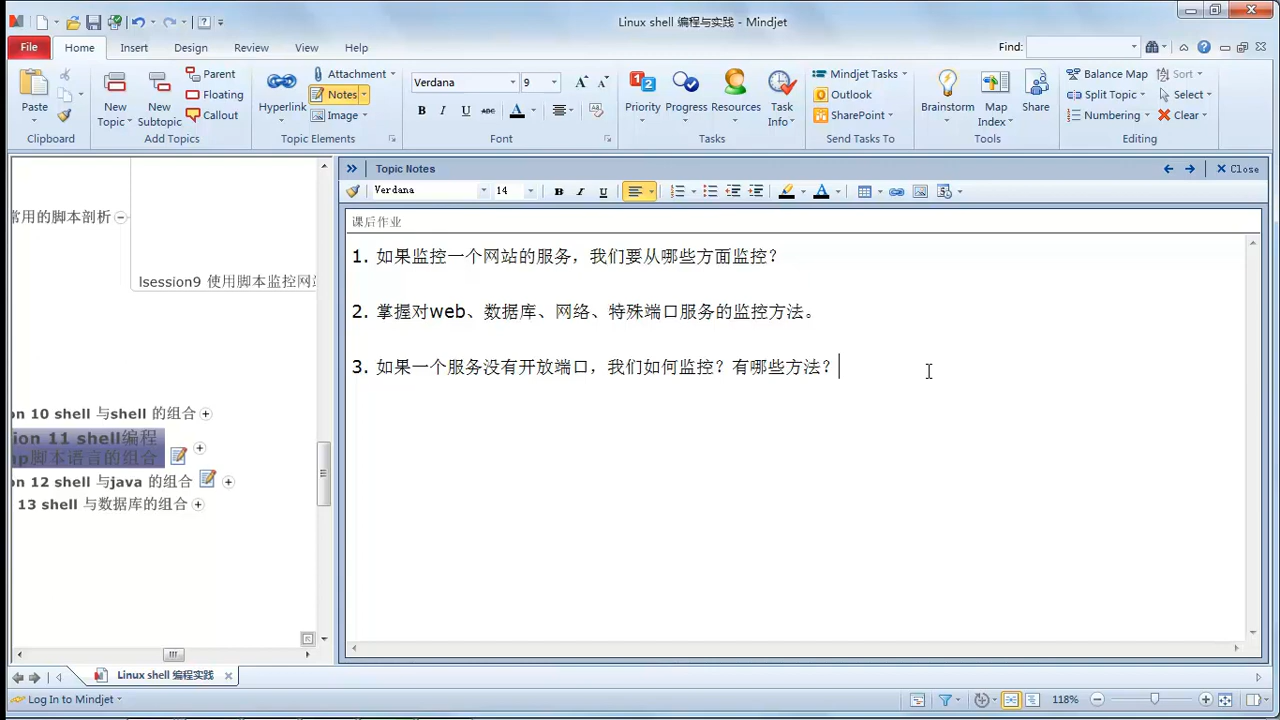 Linux shell 编程与实践 - Mindjet
File
Home
Insert
Design
Review
View
Help
Find:
Paste
Clipboard
New Topic
New Subtopic
Parent
Floating
Callout
Add Topics
Hyperlink
Attachment
Notes
Image
Topic Elements
Verdana
9
B I U abc A
Font
Priority
Progress
Resources
Task Info
Tasks
Mindjet Tasks
Outlook
SharePoint
Send Tasks To
Brainstorm
Map Index
Share
Tools
Balance Map
Split Topic
Numbering
Sort
Select
Clear
Editing
常用的脚本剖析
lsession9 使用脚本监控网站
on 10 shell 与shell 的组合
ion 11 shell编程
np脚本语言的组合
on 12 shell 与java 的组合
13 shell 与数据库的组合
Topic Notes
Close
Verdana
14
B I U
课后作业
1. 如果监控一个网站的服务，我们要从哪些方面监控？
2. 掌握对web、数据库、网络、特殊端口服务的监控方法。
3. 如果一个服务没有开放端口，我们如何监控？有哪些方法？
Linux shell 编程实践
Log In to Mindjet
118%